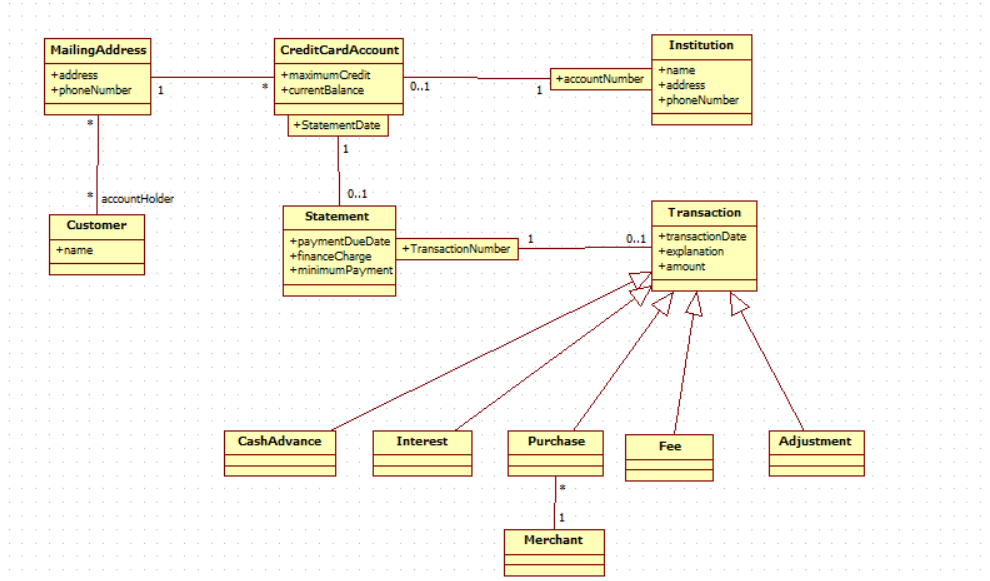 MailingAddress
+address
+phoneNumber
1
*
CreditCardAccount
+maximumCredit
+currentBalance
+StatementDate
0..1
1
+accountNumber
Institution
+name
+address
+phoneNumber
*
* accountHolder
Customer
+name
1
0..1
Statement
+paymentDueDate
+financeCharge
+minimumPayment
+TransactionNumber
1
0..1
Transaction
+transactionDate
+explanation
+amount
CashAdvance
Interest
Purchase
Fee
Adjustment
*
1
Merchant